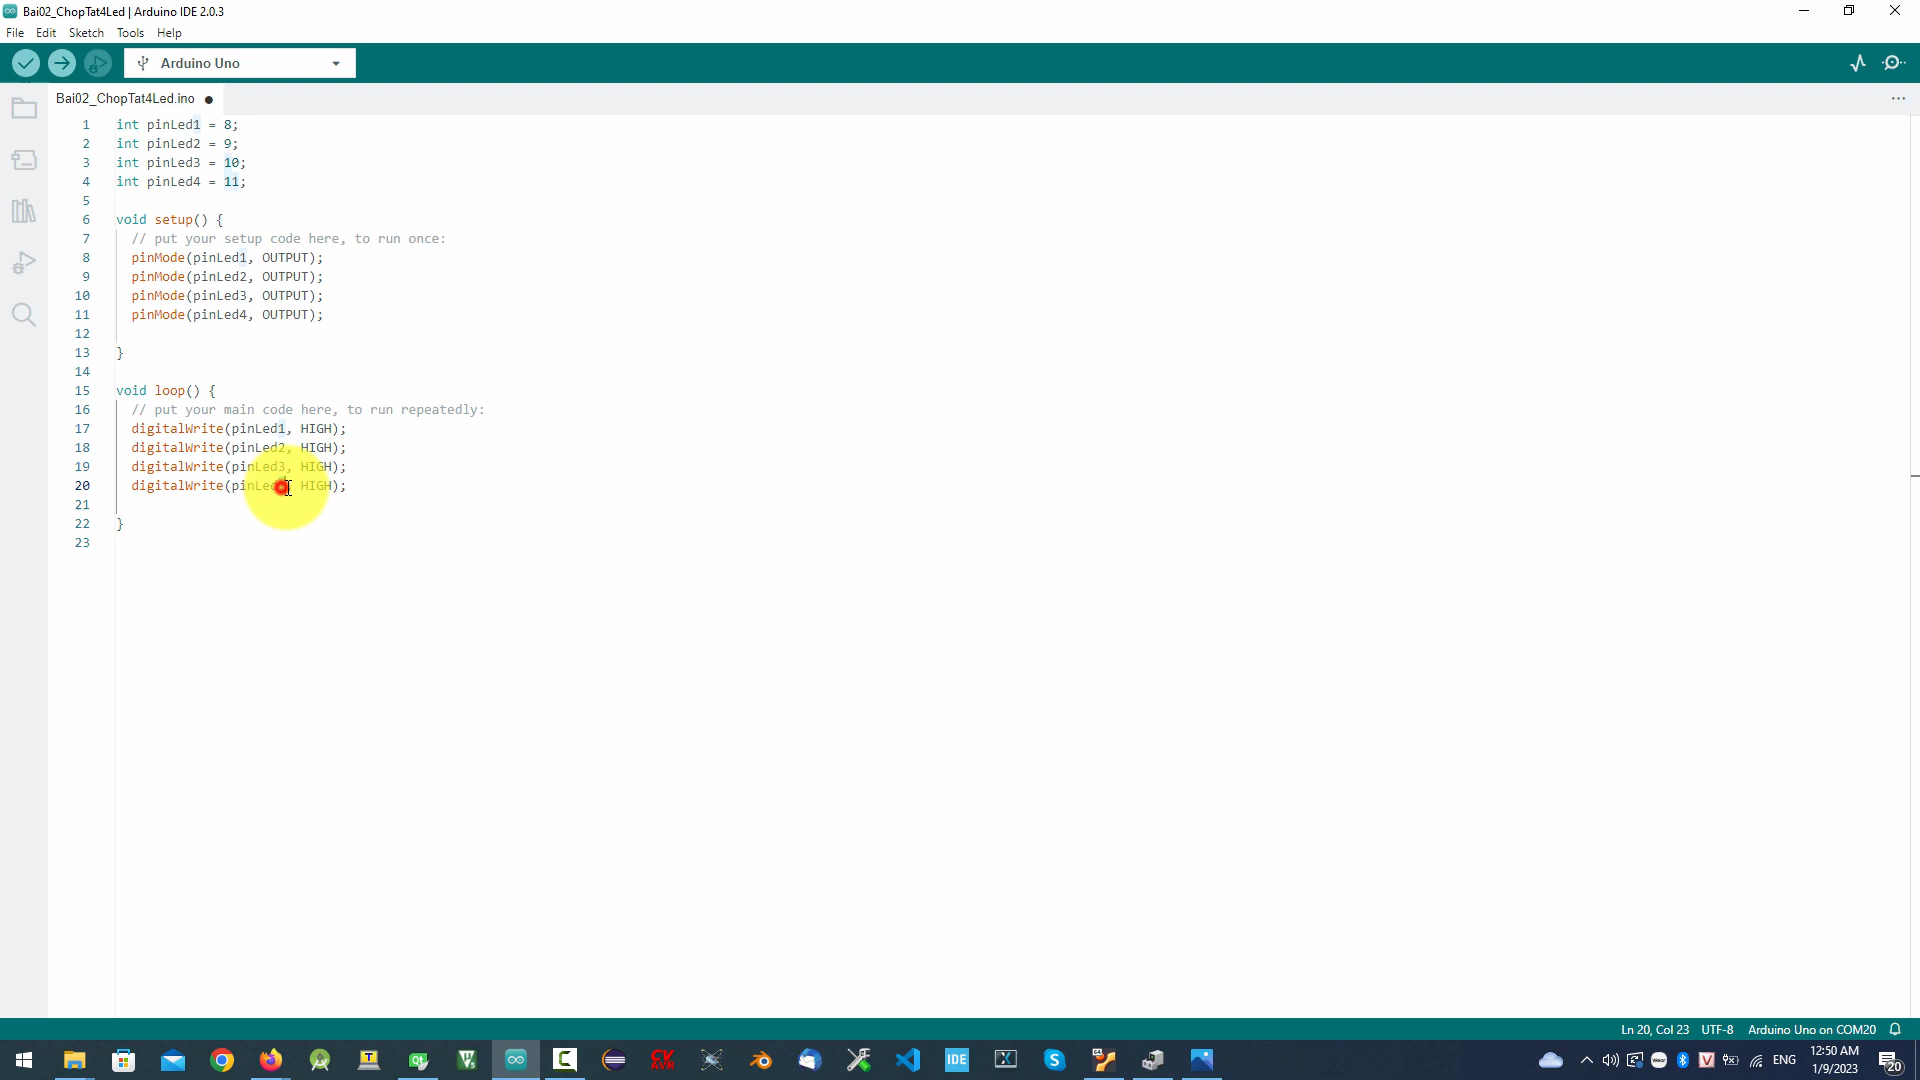 Bai02_ChopTat4Led | Arduino IDE 2.0.3
File Edit Sketch Tools Help
Arduino Uno
Bai02_ChopTat4Led.ino
1 int pinLed1 = 8;
2 int pinLed2 = 9;
3 int pinLed3 = 10;
4 int pinLed4 = 11;
5
6 void setup() {
7 // put your setup code here, to run once:
8 pinMode(pinLed1, OUTPUT);
9 pinMode(pinLed2, OUTPUT);
10 pinMode(pinLed3, OUTPUT);
11 pinMode(pinLed4, OUTPUT);
12
13 }
14
15 void loop() {
16 // put your main code here, to run repeatedly:
17 digitalWrite(pinLed1, HIGH);
18 digitalWrite(pinLed2, HIGH);
19 digitalWrite(pinLed3, HIGH);
20 HIGH);
21
22 }
23
Ln 20, Col 23 UTF-8 Arduino Uno on COM20
ENG 12:50 AM
1/9/2023
20
IDE
CV
AVR